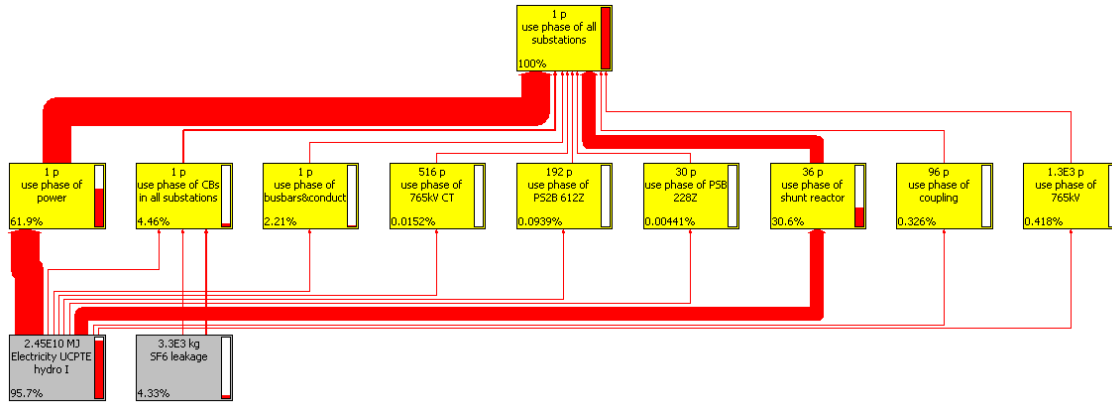 1 p
use phase of all
substations
100%
1 p
use phase of
power
61.9%
1 p
use phase of CBs
in all substations
4.46%
1 p
use phase of
busbars&conduct
2.21%
516 p
use phase of
765kV CT
0.0152%
192 p
use phase of
PS2B 612Z
0.0939%
30 p
use phase of PSB
228Z
0.00441%
36 p
use phase of
shunt reactor
30.6%
96 p
use phase of
coupling
0.326%
1.3E3 p
use phase of
765kV
0.418%
2.45E10 MJ
Electricity UCPTE
hydro I
95.7%
3.3E3 kg
SF6 leakage
4.33%